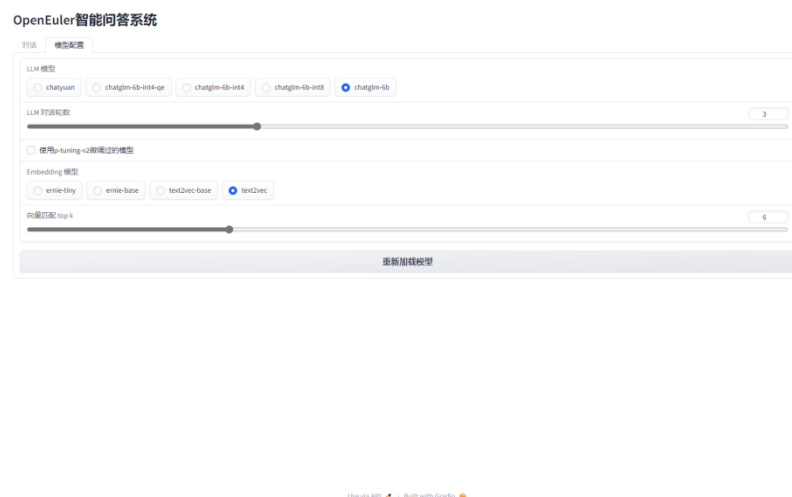 OpenEuler智能问答系统
对话 模型配置
LLM 模型
chatyuan chatglm-6b-int4-qe chatglm-6b-int4 chatglm-6b-int8 chatglm-6b
LLM 对话轮数 3
使用p-tuning-v2微调过的模型
Embedding 模型
ernie-tiny ernie-base text2vec-base text2vec
向量匹配 top k 6
重新加载模型
Use via API · Built with Gradio